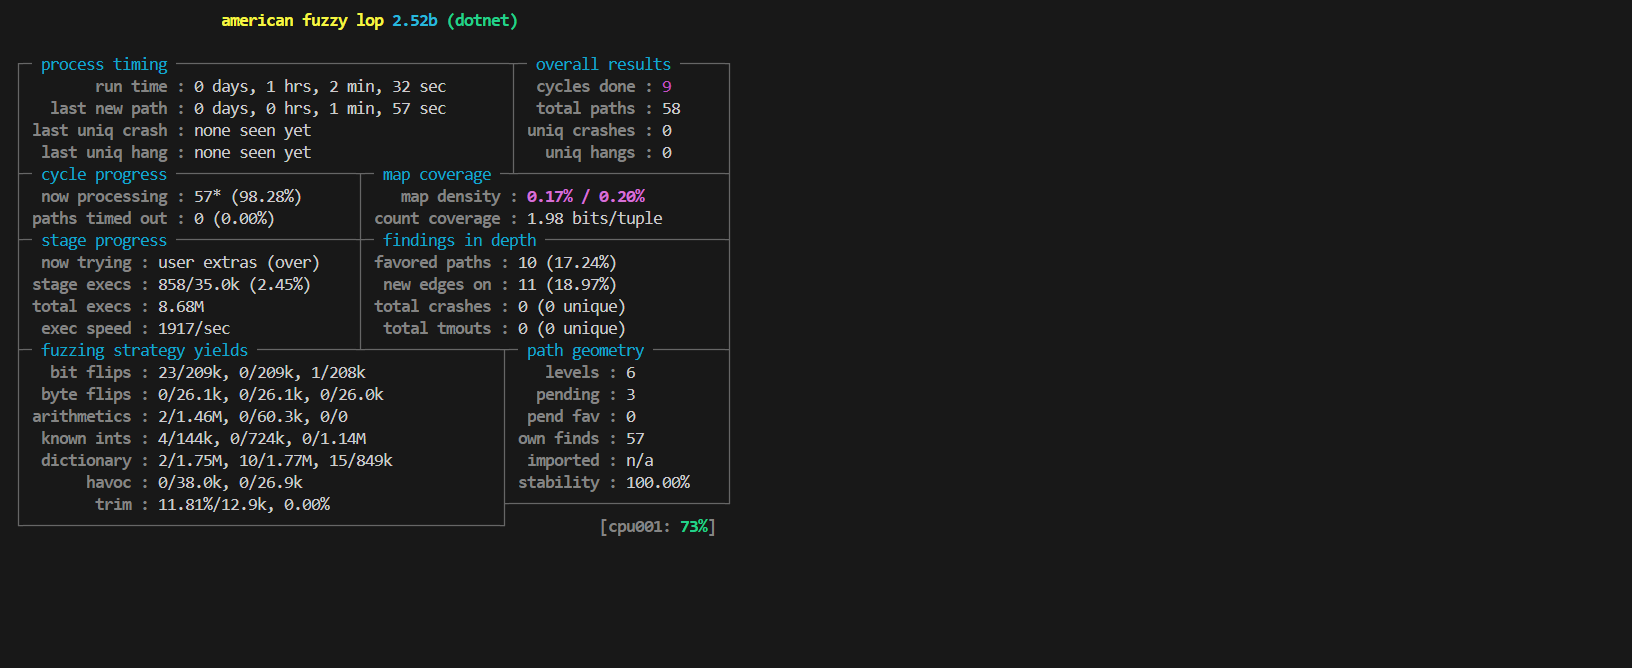 american fuzzy lop 2.52b (dotnet)
process timing overall results
run time : 0 days, 1 hrs, 2 min, 32 sec cycles done : 9
last new path : 0 days, 0 hrs, 1 min, 57 sec total paths : 58
last uniq crash : none seen yet uniq crashes : 0
last uniq hang : none seen yet uniq hangs : 0
cycle progress map coverage
now processing : 57* (98.28%) map density : 0.17% / 0.20%
paths timed out : 0 (0.00%) count coverage : 1.98 bits/tuple
stage progress findings in depth
now trying : user extras (over) favored paths : 10 (17.24%)
stage execs : 858/35.0k (2.45%) new edges on : 11 (18.97%)
total execs : 8.68M total crashes : 0 (0 unique)
exec speed : 1917/sec total tmouts : 0 (0 unique)
fuzzing strategy yields path geometry
bit flips : 23/209k, 0/209k, 1/208k levels : 6
byte flips : 0/26.1k, 0/26.1k, 0/26.0k pending : 3
arithmetics : 2/1.46M, 0/60.3k, 0/0 pend fav : 0
known ints : 4/144k, 0/724k, 0/1.14M own finds : 57
dictionary : 2/1.75M, 10/1.77M, 15/849k imported : n/a
havoc : 0/38.0k, 0/26.9k stability : 100.00%
trim : 11.81%/12.9k, 0.00%
[cpu001: 73%]